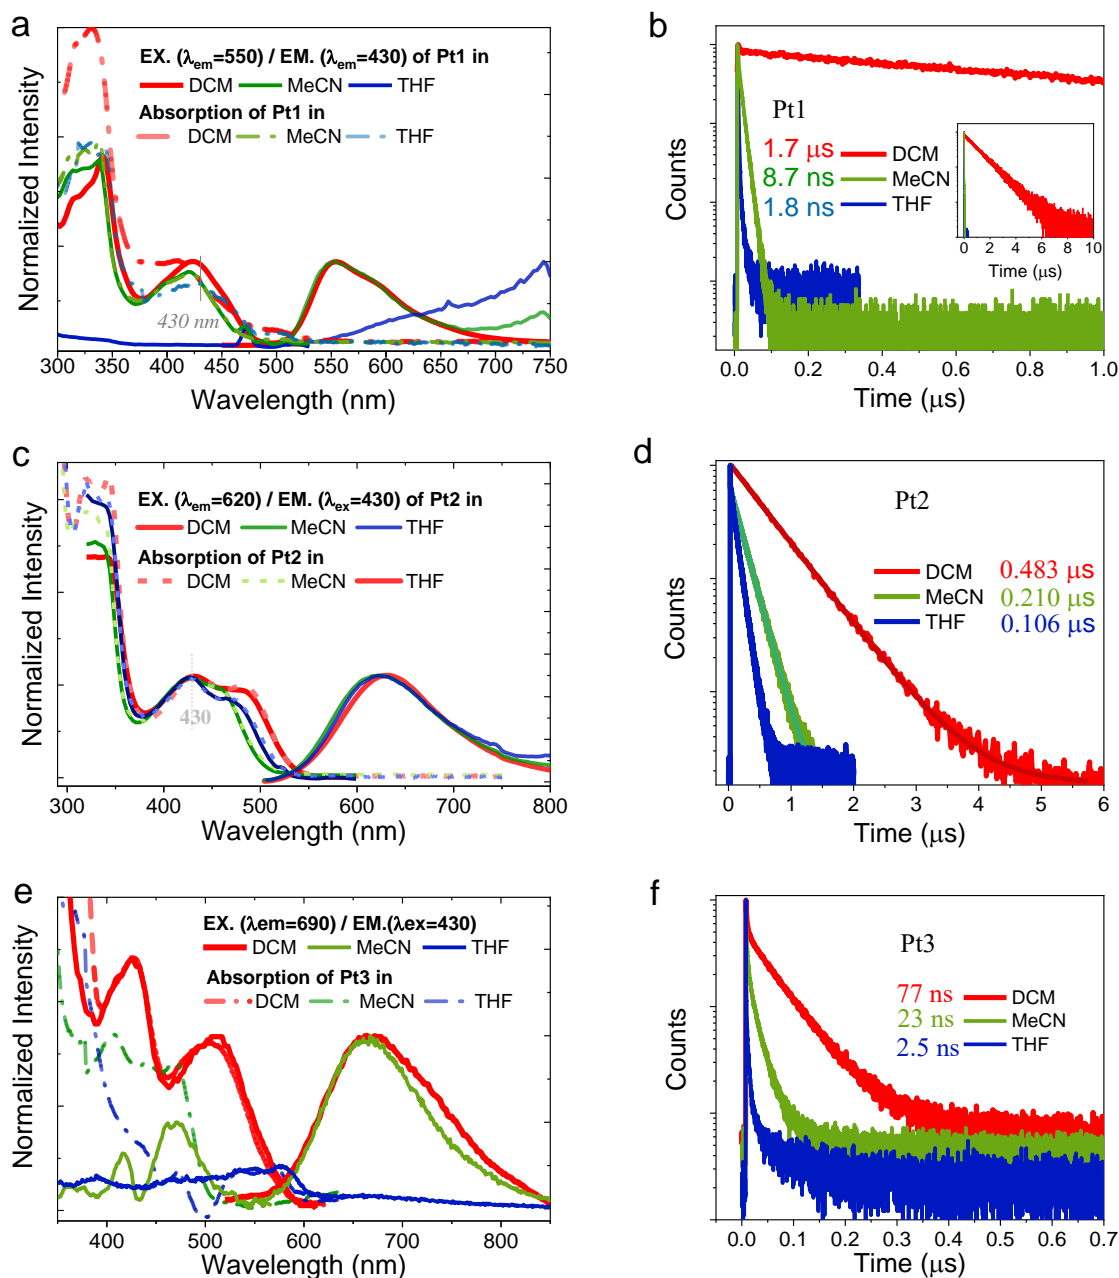 a
EX. (λem=550) / EM. (λem=430) of Pt1 in
DCM MeCN THF
Absorption of Pt1 in
DCM MeCN THF
430 nm
Normalized Intensity
300 350 400 450 500 550 600 650 700 750
Wavelength (nm)
b
Pt1
1.7 μs DCM
8.7 ns MeCN
1.8 ns THF
0 2 4 6 8 10
Time (μs)
Counts
0.0 0.2 0.4 0.6 0.8 1.0
Time (μs)
c
EX. (λem=620) / EM. (λex=430) of Pt2 in
DCM MeCN THF
Absorption of Pt2 in
DCM MeCN THF
430
Normalized Intensity
300 400 500 600 700 800
Wavelength (nm)
d
Pt2
DCM 0.483 μs
MeCN 0.210 μs
THF 0.106 μs
Counts
0 1 2 3 4 5 6
Time (μs)
e
EX. (λem=690) / EM.(λex=430)
DCM MeCN THF
Absorption of Pt3 in
DCM MeCN THF
Normalized Intensity
400 500 600 700 800
Wavelength (nm)
f
Pt3
77 ns DCM
23 ns MeCN
2.5 ns THF
Counts
0.0 0.1 0.2 0.3 0.4 0.5 0.6 0.7
Time (μs)